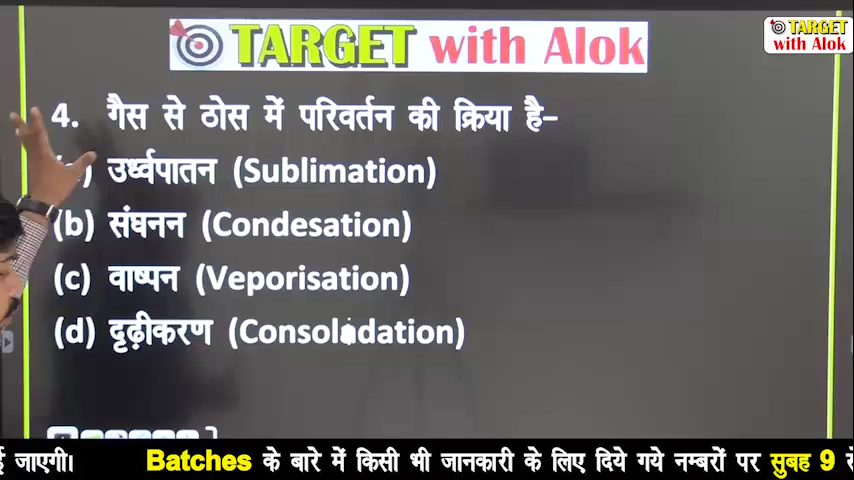 TARGET with Alok
TARGET
with Alok
4. गैस से ठोस में परिवर्तन की क्रिया है-
उर्ध्वपातन (Sublimation)
(b) संघनन (Condesation)
(c) वाष्पन (Veporisation)
(d) दृढ़ीकरण (Consoladation)
जाएगी। Batches के बारे में किसी भी जानकारी के लिए दिये गये नम्बरों पर सुबह 9